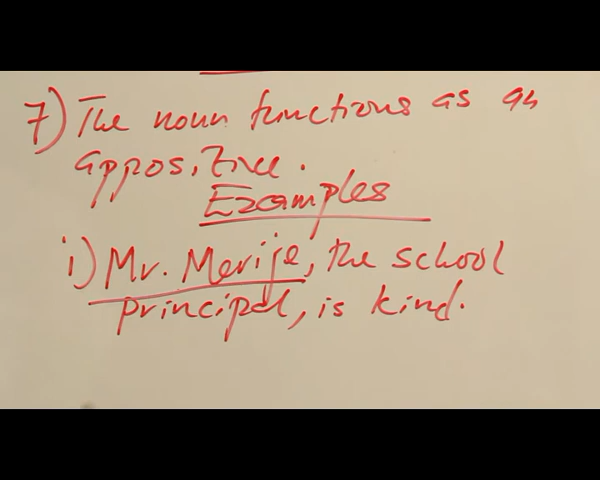 7) The noun functions as an
appositive.
Examples
i) Mr. Merije, the school
principal, is kind.